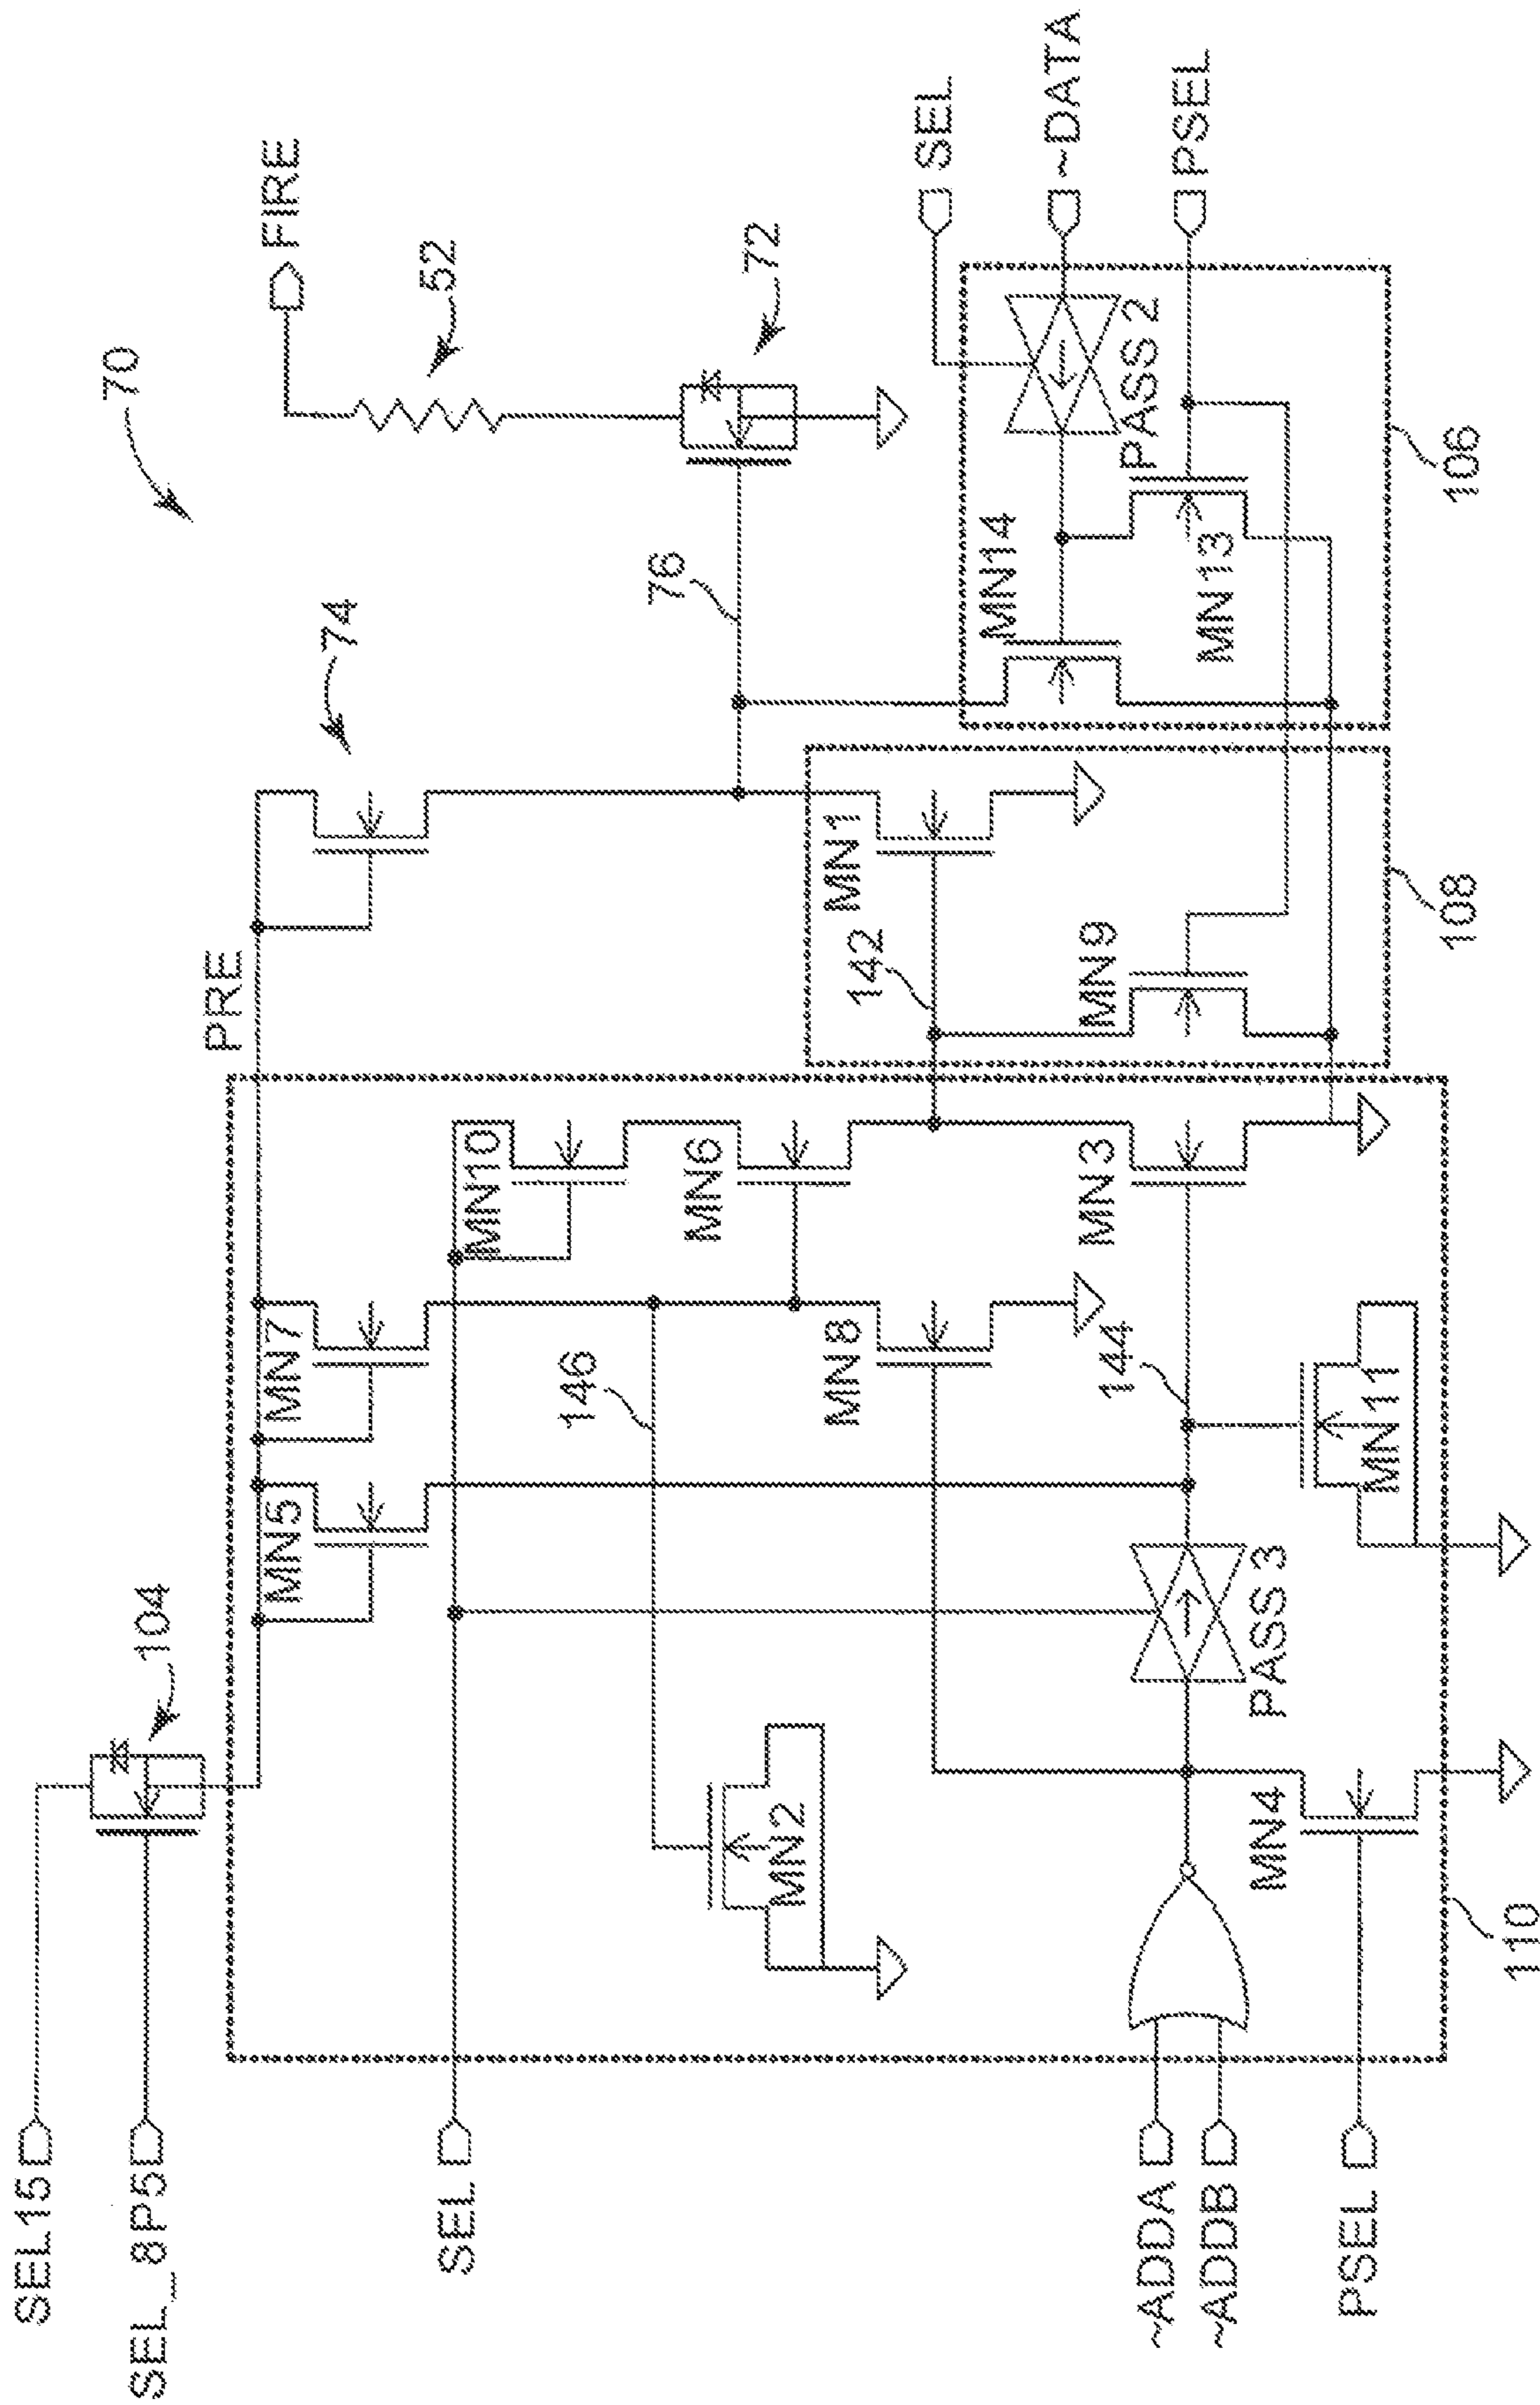 70
SEL15
SEL_8P5
104
PRE
74
FIRE
52
72
76
MN5
MN7
MN10
SEL
146
MN6
142
MN1
MN2
MN8
144
MN3
MN9
MN14
MN13
PASS 2
SEL
~DATA
PSEL
106
108
~ADDA
~ADDB
PSEL
MN4
PASS 3
MN11
110